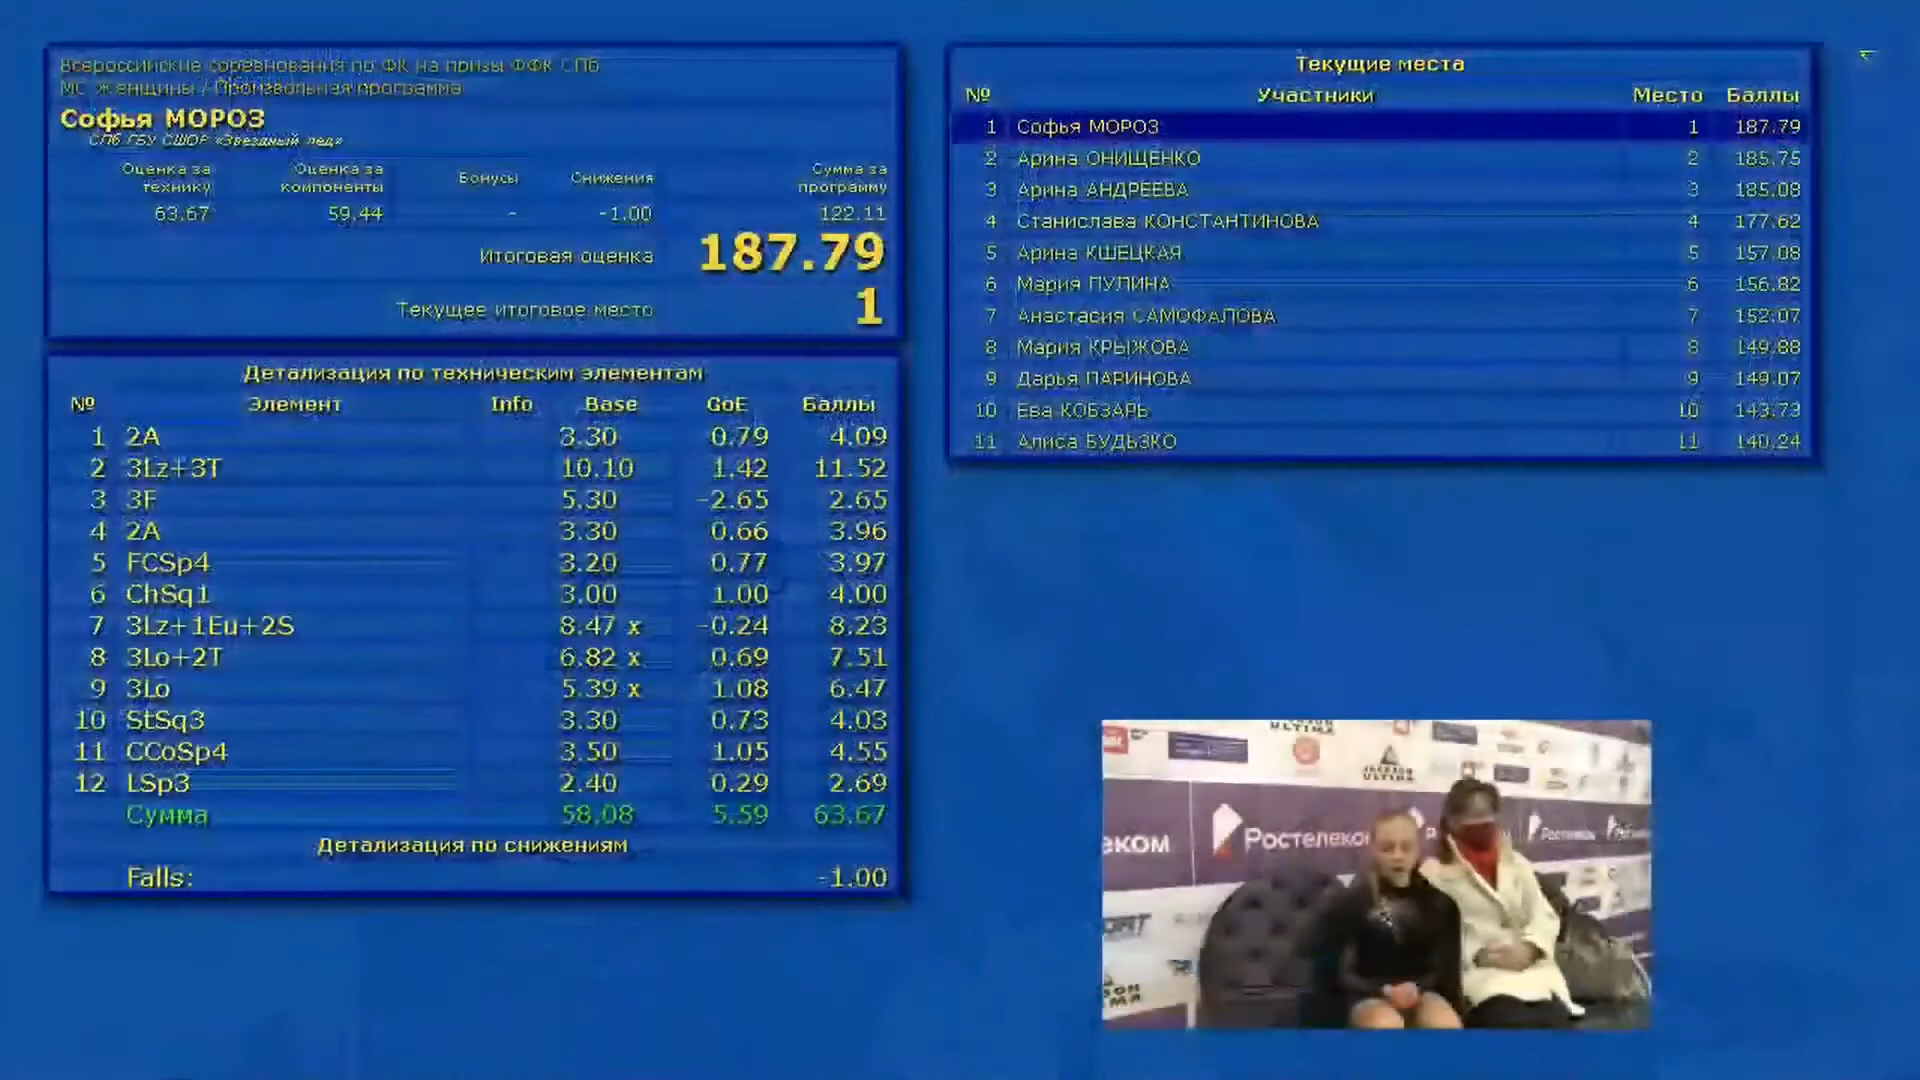 Всероссийские соревнования по ФК на призы ФФК СПб
МС женщины / Произвольная программа
Софья МОРОЗ
СПб ГБУ СШОР «Звездный лед»
Оценка за технику Оценка за компоненты Бонусы Снижения Сумма за программу
63.67 59.44 - -1.00 122.11
Итоговая оценка 187.79
Текущее итоговое место 1
Детализация по техническим элементам
№ Элемент Info Base GoE Баллы
1 2A 3.30 0.79 4.09
2 3Lz+3T 10.10 1.42 11.52
3 3F 5.30 -2.65 2.65
4 2A 3.30 0.66 3.96
5 FCSp4 3.20 0.77 3.97
6 ChSq1 3.00 1.00 4.00
7 3Lz+1Eu+2S 8.47 x -0.24 8.23
8 3Lo+2T 6.82 x 0.69 7.51
9 3Lo 5.39 x 1.08 6.47
10 StSq3 3.30 0.73 4.03
11 CCoSp4 3.50 1.05 4.55
12 LSp3 2.40 0.29 2.69
Сумма 58.08 5.59 63.67
Детализация по снижениям
Falls: -1.00
Текущие места
№ Участники Место Баллы
1 Софья МОРОЗ 1 187.79
2 Арина ОНИЩЕНКО 2 185.75
3 Арина АНДРЕЕВА 3 185.08
4 Станислава КОНСТАНТИНОВА 4 177.62
5 Арина КШЕЦКАЯ 5 157.08
6 Мария ПУЛИНА 6 156.82
7 Анастасия САМОФАЛОВА 7 152.07
8 Мария КРЫЖОВА 8 149.88
9 Дарья ПАРИНОВА 9 149.07
10 Ева КОБЗАРЬ 10 143.73
11 Алиса БУДЬЗКО 11 140.24
ULTIMA
JACKSON
ULTIMA
еком
Ростелеком
Ростелеком